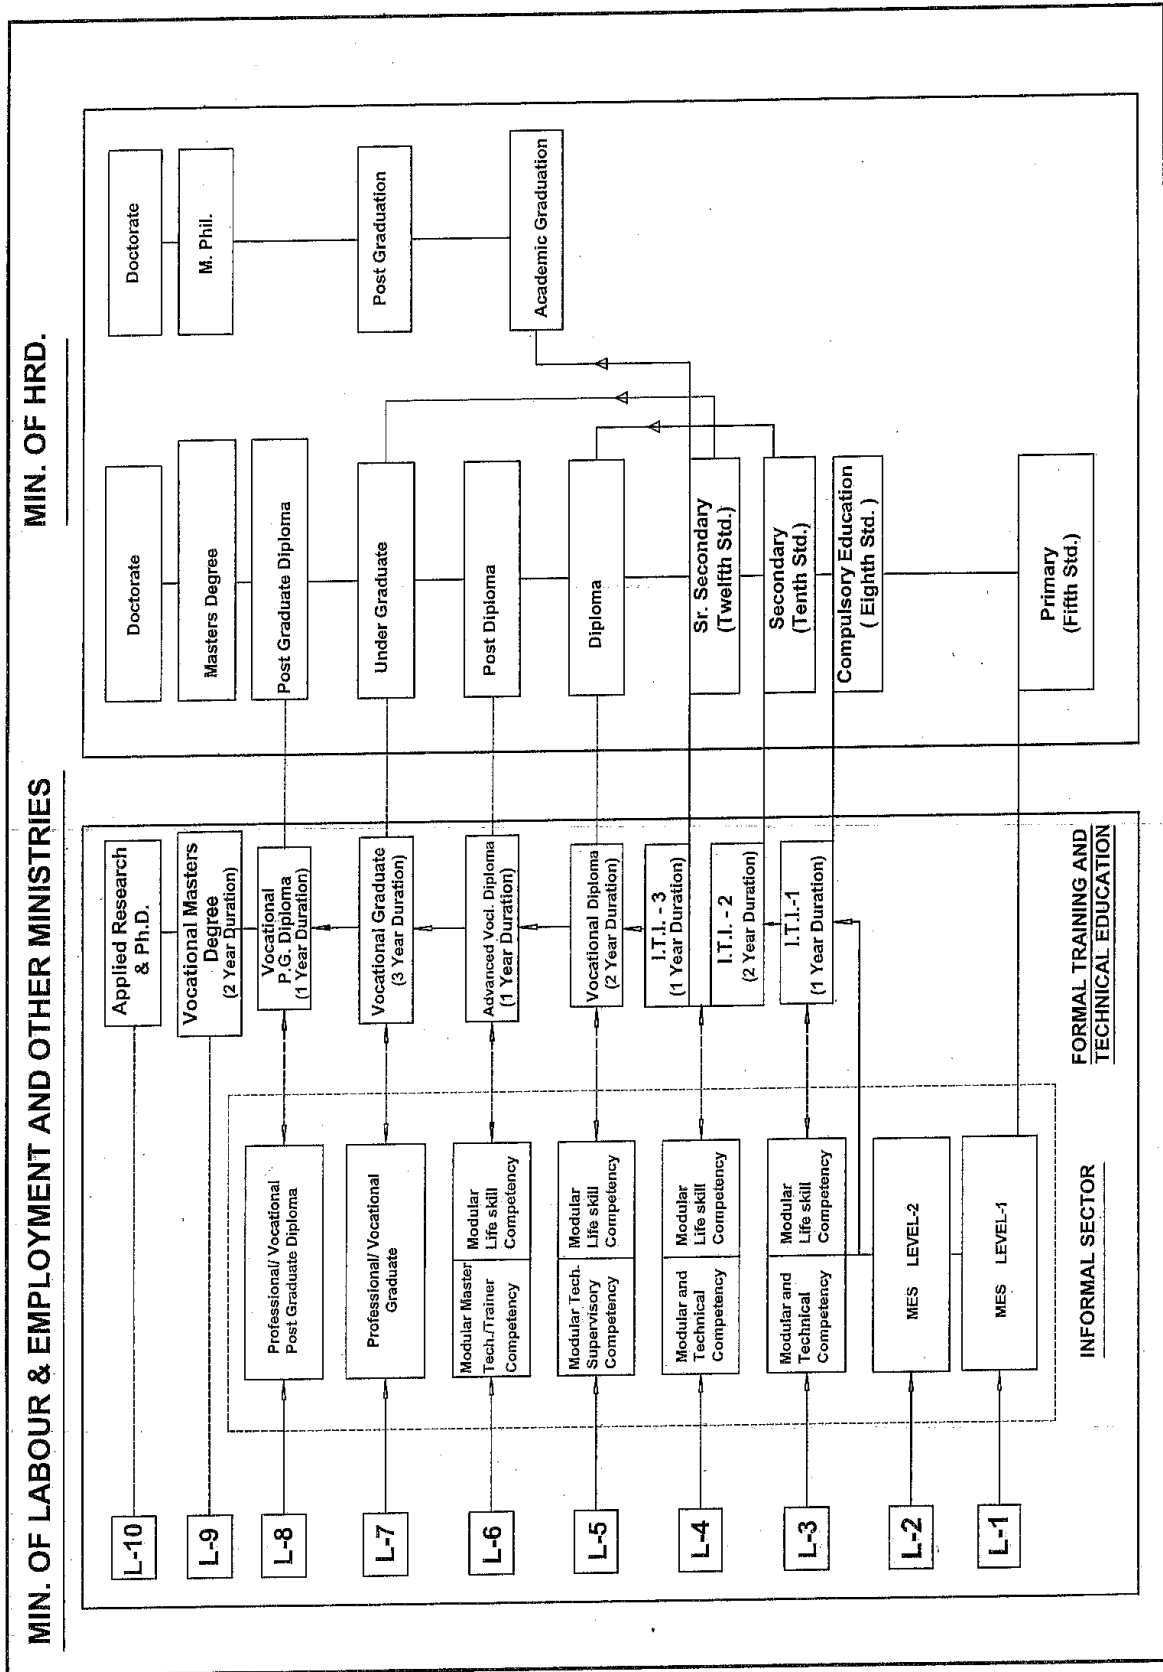 MIN. OF LABOUR & EMPLOYMENT AND OTHER MINISTRIES
MIN. OF HRD.
L-10
Applied Research
& Ph.D.
Doctorate
Doctorate
L-9
Vocational Masters
Degree
(2 Year Duration)
Masters Degree
M. Phil.
L-8
Professional/ Vocational
Post Graduate Diploma
Vocational
P.G. Diploma
(1 Year Duration)
Post Graduate Diploma
L-7
Professional/ Vocational
Graduate
Vocational Graduate
(3 Year Duration)
Under Graduate
Post Graduation
L-6
Modular Master
Tech./Trainer
Competency
Modular
Life skill
Competency
Advanced Vocl. Diploma
(1 Year Duration)
Post Diploma
Academic Graduation
L-5
Modular Tech.
Supervisory
Competency
Modular
Life skill
Competency
Vocational Diploma
(2 Year Duration)
Diploma
L-4
Modular and
Technical
Competency
Modular
Life skill
Competency
I.T.I. - 3
(1 Year Duration)
I.T.I. - 2
(2 Year Duration)
Sr. Secondary
(Twelfth Std.)
Secondary
(Tenth Std.)
L-3
Modular and
Technical
Competency
Modular
Life skill
Competency
I.T.I.-1
(1 Year Duration)
Compulsory Education
( Eighth Std. )
L-2
MES LEVEL-2
L-1
MES LEVEL-1
Primary
(Fifth Std.)
INFORMAL SECTOR
FORMAL TRAINING AND
TECHNICAL EDUCATION